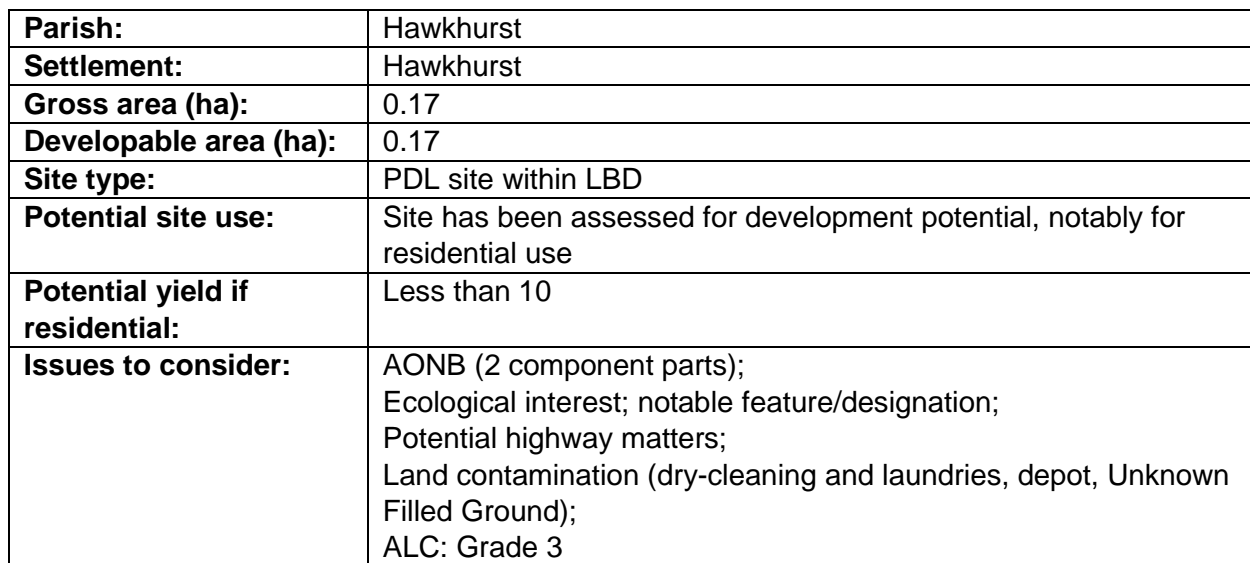 Parish: Hawkhurst
Settlement: Hawkhurst
Gross area (ha): 0.17
Developable area (ha): 0.17
Site type: PDL site within LBD
Potential site use: Site has been assessed for development potential, notably for
residential use
Potential yield if Less than 10
residential:
Issues to consider: AONB (2 component parts);
Ecological interest; notable feature/designation;
Potential highway matters;
Land contamination (dry-cleaning and laundries, depot, Unknown
Filled Ground);
ALC: Grade 3